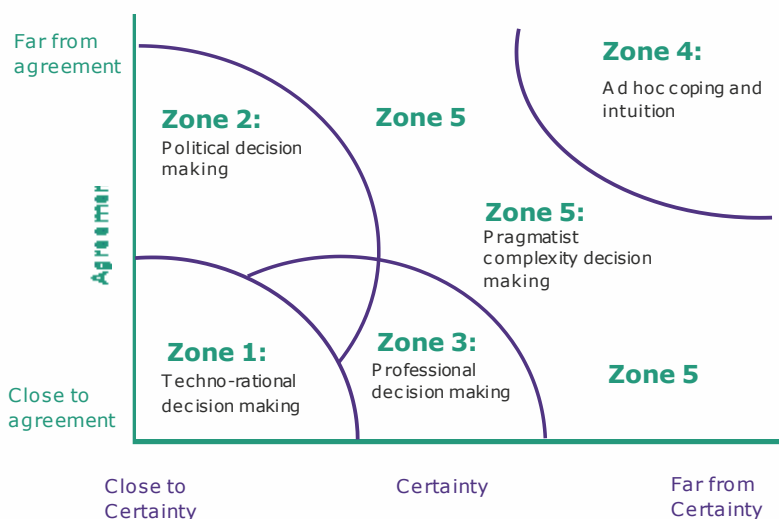 Far from
agreement
Zone 2:
Political decision
making
Zone 5
Zone 4:
Ad hoc coping and
intuition
Zone 5:
Pragmatist
complexity decision
making
Zone 1:
Techno-rational
decision making
Zone 3:
Professional
decision making
Zone 5
Close to
agreement
Close to
Certainty
Certainty
Far from
Certainty